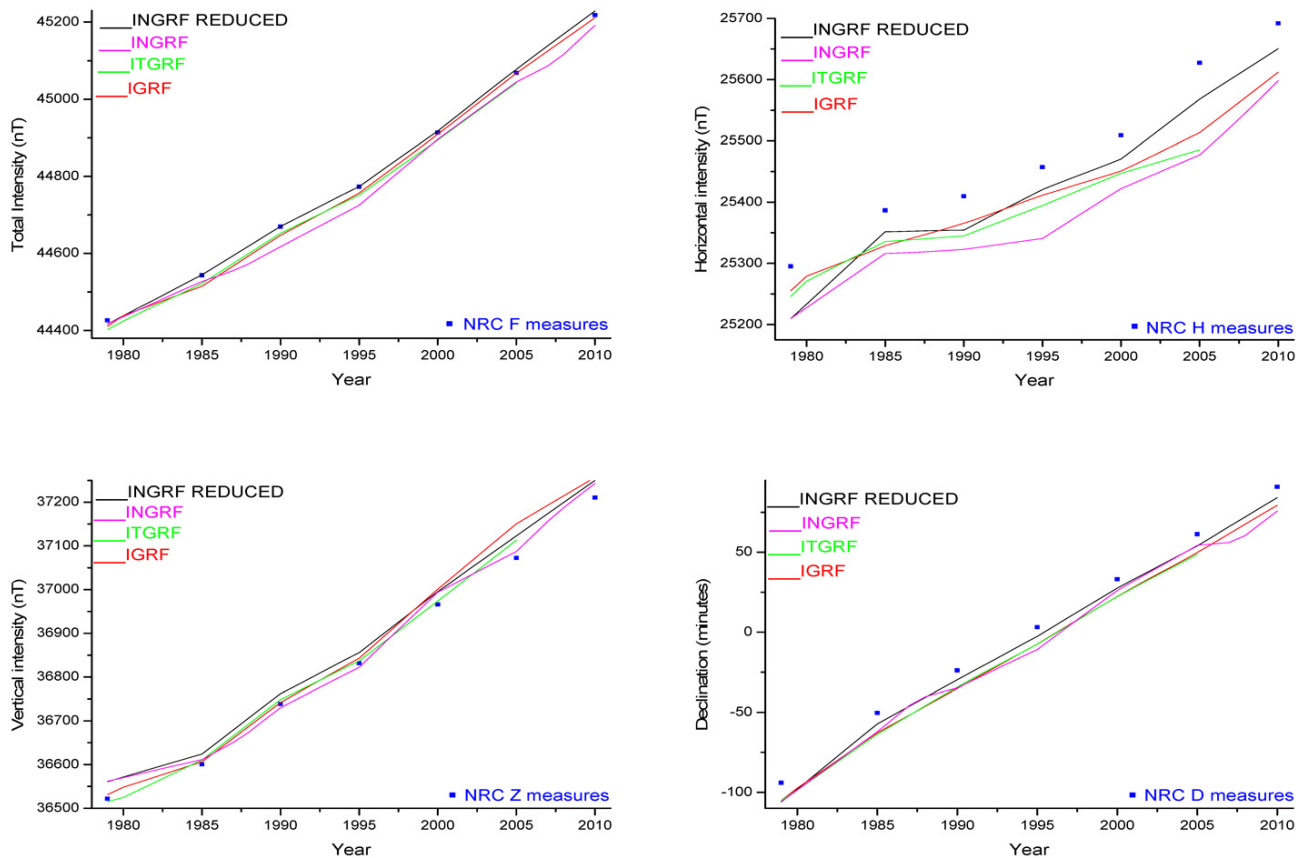 45200
45000
44800
44600
44400
Total Intensity (nT)
INGRF REDUCED
INGRF
ITGRF
IGRF
NRC F measures
1980 1985 1990 1995 2000 2005 2010
Year
25700
25600
25500
25400
25300
25200
Horizontal intensity (nT)
INGRF REDUCED
INGRF
ITGRF
IGRF
NRC H measures
1980 1985 1990 1995 2000 2005 2010
Year
37200
37100
37000
36900
36800
36700
36600
36500
Vertical intensity (nT)
INGRF REDUCED
INGRF
ITGRF
IGRF
NRC Z measures
1980 1985 1990 1995 2000 2005 2010
Year
50
0
-50
-100
Declination (minutes)
INGRF REDUCED
INGRF
ITGRF
IGRF
NRC D measures
1980 1985 1990 1995 2000 2005 2010
Year